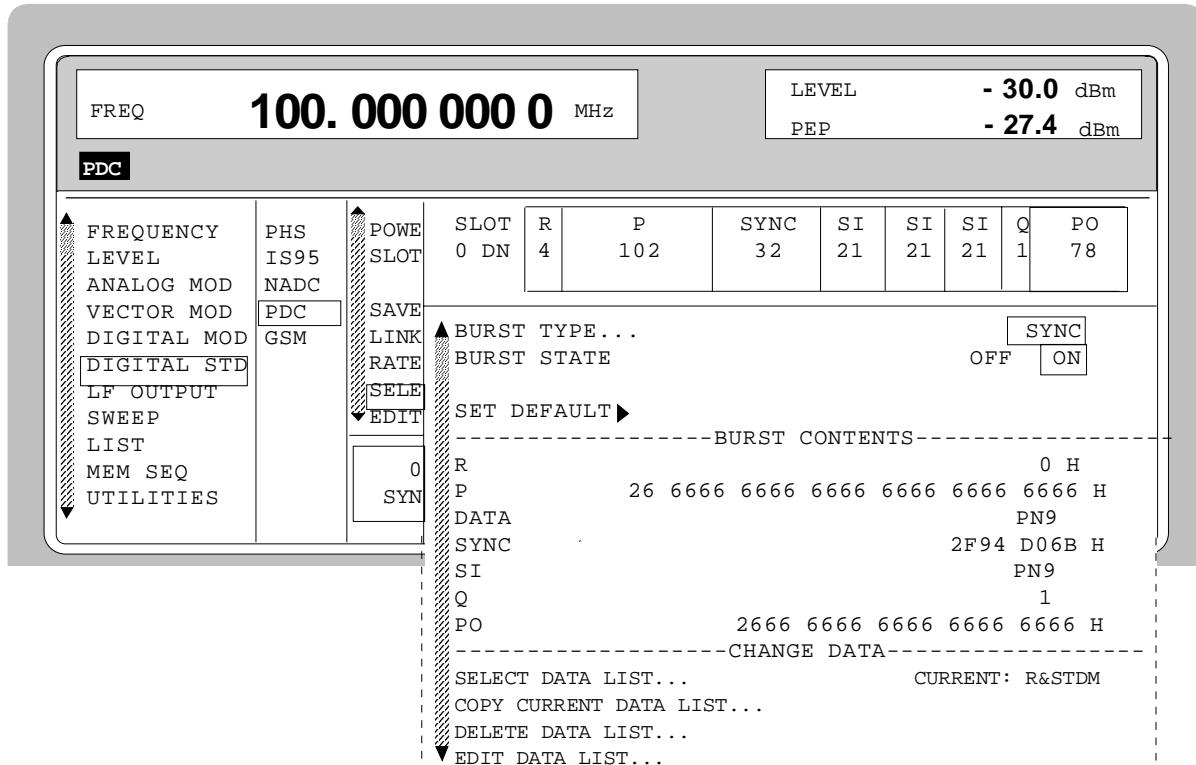 FREQ 100. 000 000 0 MHz
LEVEL - 30.0 dBm
PEP - 27.4 dBm
PDC
FREQUENCY
LEVEL
ANALOG MOD
VECTOR MOD
DIGITAL MOD
DIGITAL STD
LF OUTPUT
SWEEP
LIST
MEM SEQ
UTILITIES
PHS
IS95
NADC
PDC
GSM
POWE
SLOT
SAVE
LINK
RATE
SELE
EDIT
0
SYN
SLOT R P SYNC SI SI SI Q PO
0 DN 4 102 32 21 21 21 1 78
BURST TYPE... SYNC
BURST STATE OFF ON
SET DEFAULT
-------------------BURST CONTENTS-------------------
R 0 H
P 26 6666 6666 6666 6666 6666 6666 H
DATA PN9
SYNC 2F94 D06B H
SI PN9
Q 1
PO 2666 6666 6666 6666 6666 H
-------------------CHANGE DATA-------------------
SELECT DATA LIST... CURRENT: R&STDM
COPY CURRENT DATA LIST...
DELETE DATA LIST...
EDIT DATA LIST...